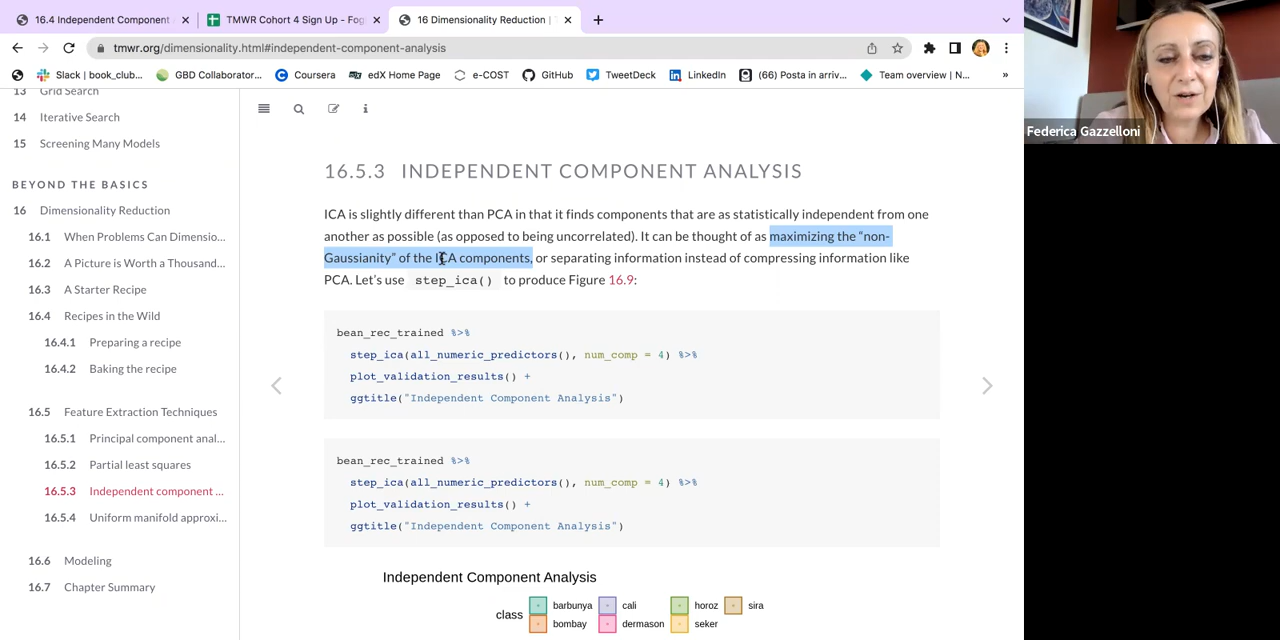 16.4 Independent Component
TMWR Cohort 4 Sign Up - Fog
16 Dimensionality Reduction |
tmwr.org/dimensionality.html#independent-component-analysis
Slack | book_club...
GBD Collaborator...
Coursera
edX Home Page
e-COST
GitHub
TweetDeck
LinkedIn
(66) Posta in arriv...
Team overview | N...
»
13 Grid Search
14 Iterative Search
15 Screening Many Models
BEYOND THE BASICS
16 Dimensionality Reduction
16.1 When Problems Can Dimensio...
16.2 A Picture is Worth a Thousand...
16.3 A Starter Recipe
16.4 Recipes in the Wild
16.4.1 Preparing a recipe
16.4.2 Baking the recipe
16.5 Feature Extraction Techniques
16.5.1 Principal component anal...
16.5.2 Partial least squares
16.5.3 Independent component ...
16.5.4 Uniform manifold approxi...
16.6 Modeling
16.7 Chapter Summary
16.5.3 INDEPENDENT COMPONENT ANALYSIS
ICA is slightly different than PCA in that it finds components that are as statistically independent from one
another as possible (as opposed to being uncorrelated). It can be thought of as maximizing the “non-
Gaussianity” of the ICA components, or separating information instead of compressing information like
PCA. Let’s use step_ica() to produce Figure 16.9:
bean_rec_trained %>%
step_ica(all_numeric_predictors(), num_comp = 4) %>%
plot_validation_results() +
ggtitle("Independent Component Analysis")
bean_rec_trained %>%
step_ica(all_numeric_predictors(), num_comp = 4) %>%
plot_validation_results() +
ggtitle("Independent Component Analysis")
Independent Component Analysis
class
barbunya cali horoz sira
bombay dermason seker
Federica Gazzelloni